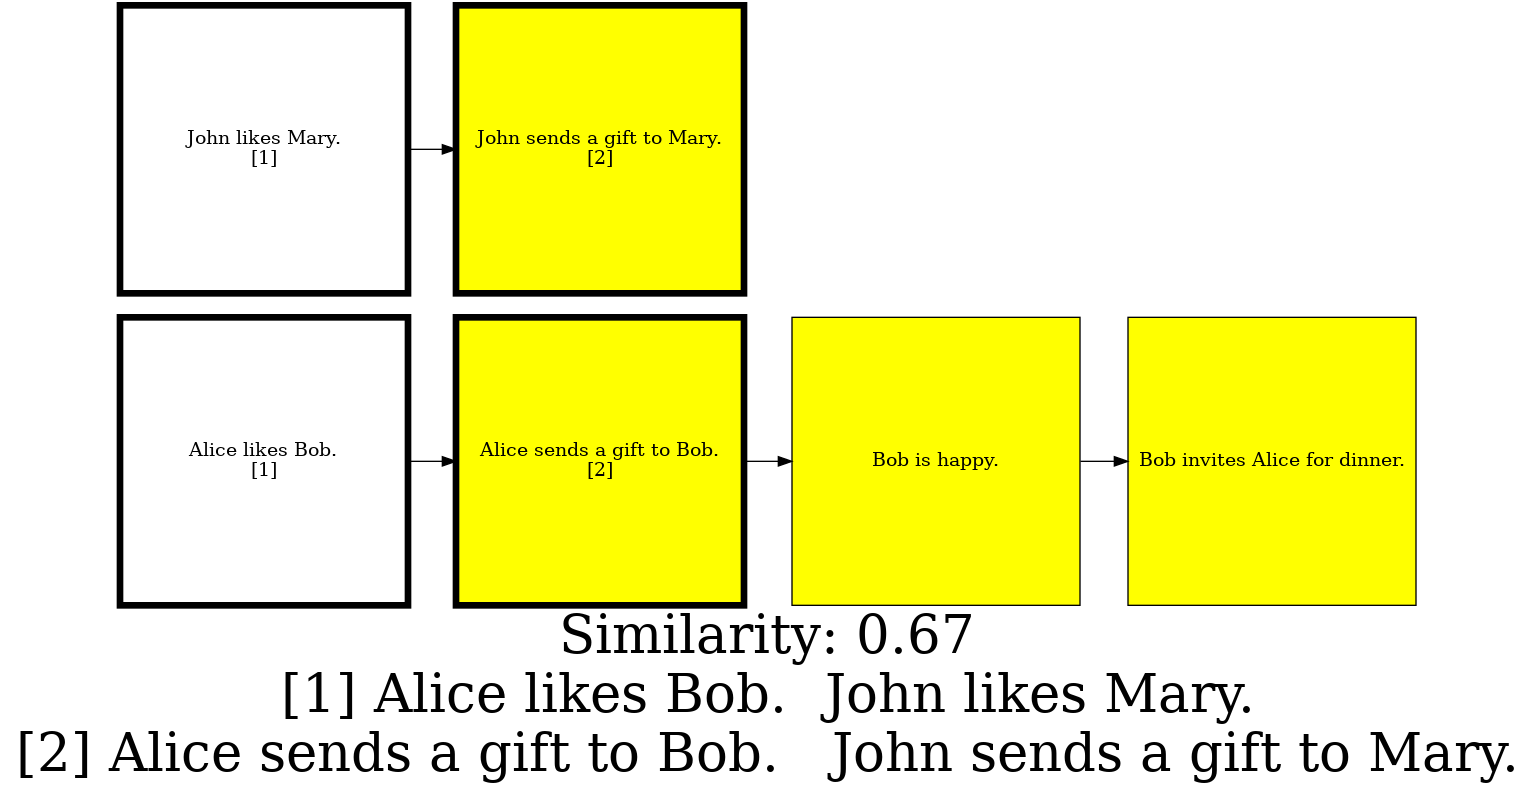 John likes Mary.
[1]
John sends a gift to Mary.
[2]
Alice likes Bob.
[1]
Alice sends a gift to Bob.
[2]
Bob is happy.
Bob invites Alice for dinner.
Similarity: 0.67
[1] Alice likes Bob.  John likes Mary.
[2] Alice sends a gift to Bob.   John sends a gift to Mary.